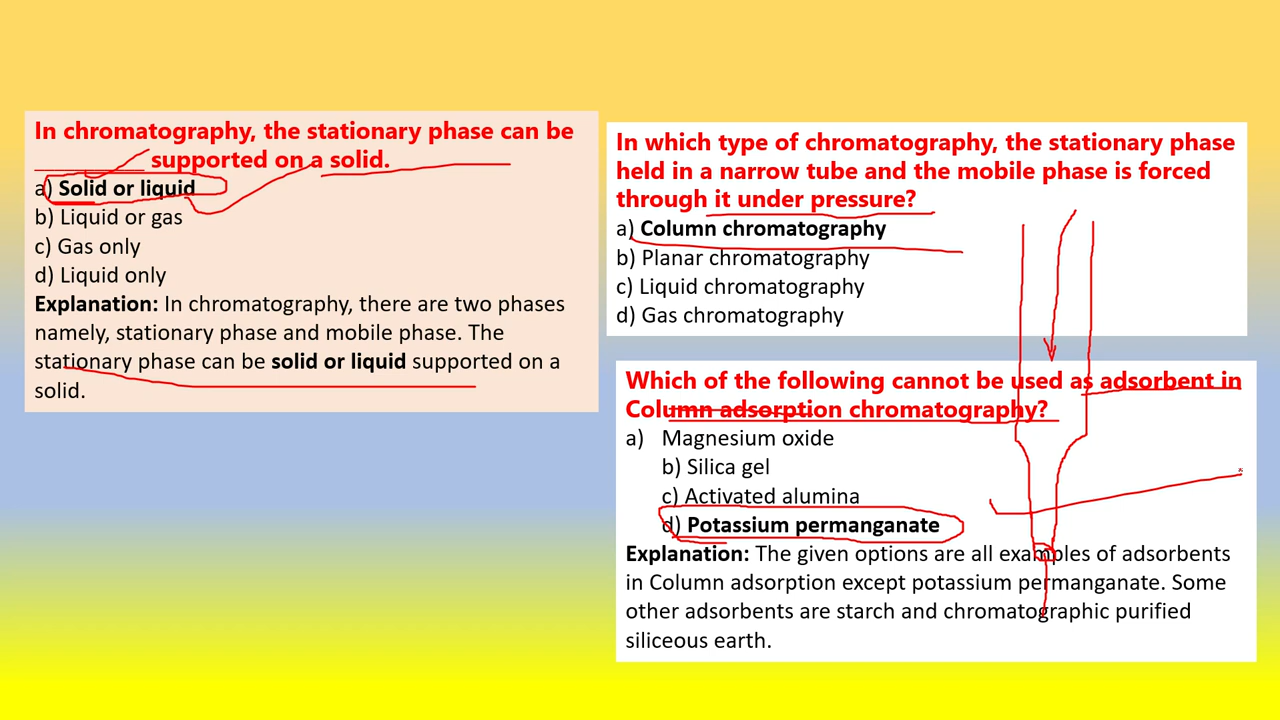 In chromatography, the stationary phase can be
__________ supported on a solid.
a) Solid or liquid
b) Liquid or gas
c) Gas only
d) Liquid only
Explanation: In chromatography, there are two phases
namely, stationary phase and mobile phase. The
stationary phase can be solid or liquid supported on a
solid.
In which type of chromatography, the stationary phase
held in a narrow tube and the mobile phase is forced
through it under pressure?
a) Column chromatography
b) Planar chromatography
c) Liquid chromatography
d) Gas chromatography
Which of the following cannot be used as adsorbent in
Column adsorption chromatography?
a) Magnesium oxide
b) Silica gel
c) Activated alumina
d) Potassium permanganate
Explanation: The given options are all examples of adsorbents
in Column adsorption except potassium permanganate. Some
other adsorbents are starch and chromatographic purified
siliceous earth.